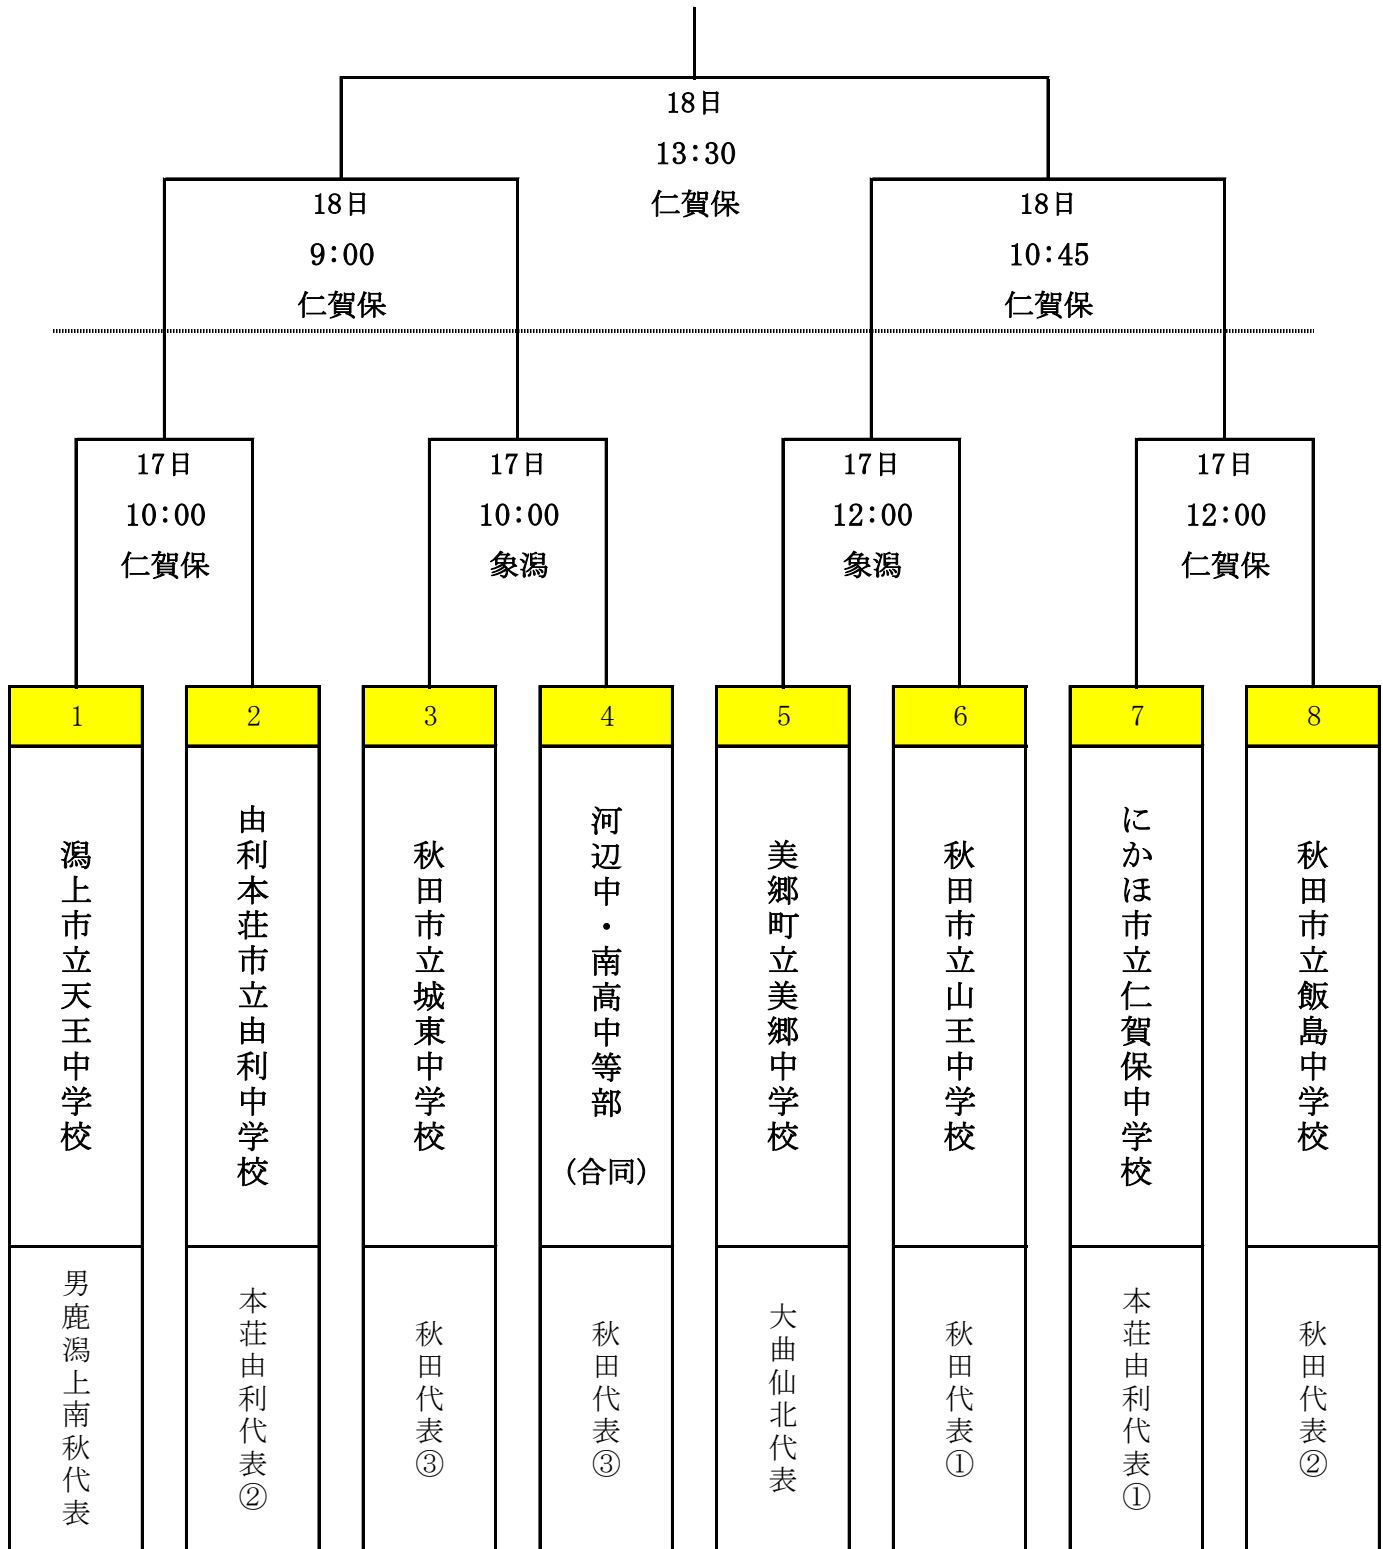 18日
13:30
仁賀保
18日
9:00
仁賀保
18日
10:45
仁賀保
17日
10:00
仁賀保
17日
10:00
象潟
17日
12:00
象潟
17日
12:00
仁賀保
1
2
3
4
5
6
7
8
潟上市立天王中学校
由利本荘市立由利中学校
秋田市立城東中学校
河辺中・南高中等部
(合同)
美郷町立美郷中学校
秋田市立山王中学校
にかほ市立仁賀保中学校
秋田市立飯島中学校
男鹿潟上南秋代表
本荘由利代表②
秋田代表③
秋田代表③
大曲仙北代表
秋田代表①
本荘由利代表①
秋田代表②